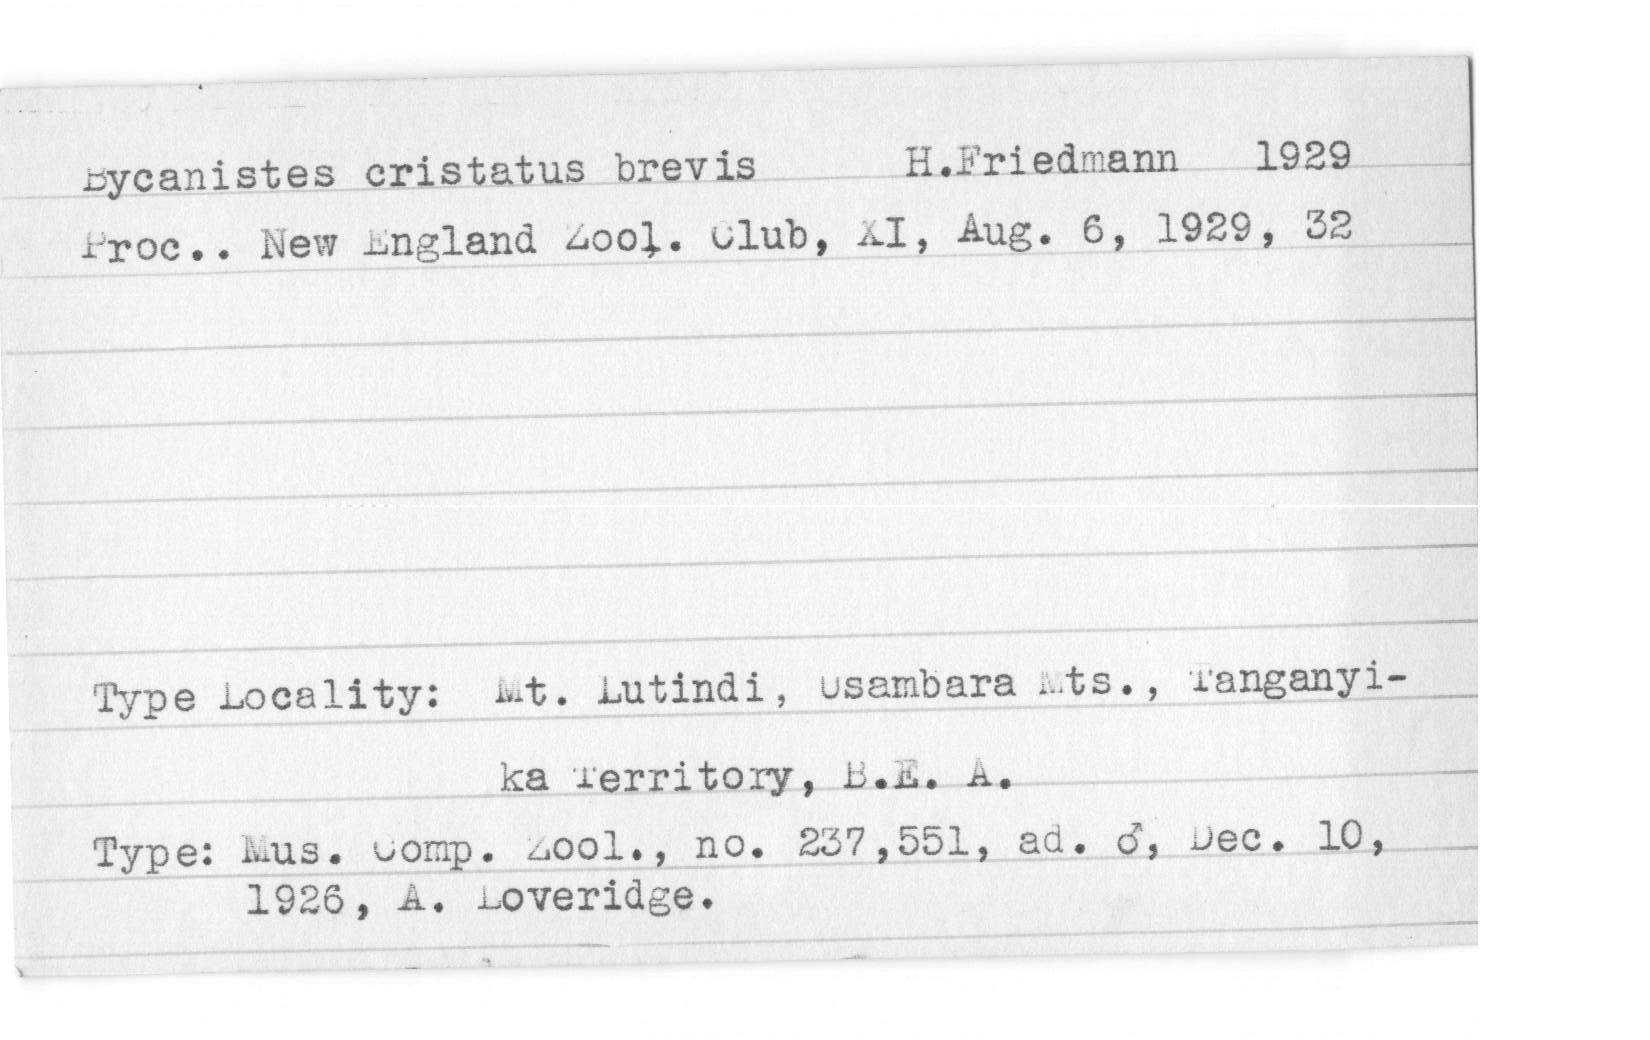 Bycanistes cristatus brevis H.Friedmann 1929
Proc.. New England Zool. Club, XI, Aug. 6, 1929, 32
Type Locality: Mt. Lutindi, Usambara Mts., Tanganyi-
ka Territory, B.E. A.
Type: Mus. Comp. Zool., no. 237,551, ad. ♂, Dec. 10,
1926, A. Loveridge.